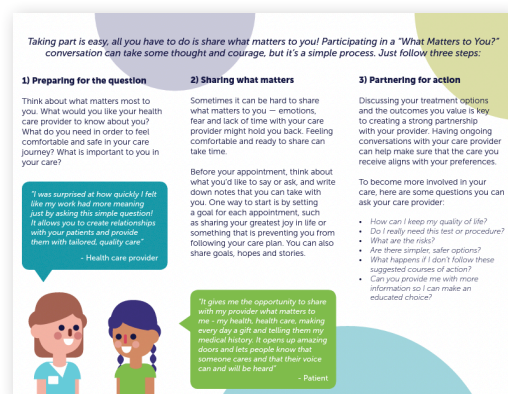 Taking part is easy, all you have to do is share what matters to you! Participating in a "What Matters to You?"
conversation can take some thought and courage, but it's a simple process. Just follow three steps:
1) Preparing for the question
Think about what matters most to
you. What would you like your health
care provider to know about you?
What do you need in order to feel
comfortable and safe in your care
journey? What is important to you in
your care?
"I was surprised at how quickly I felt
like my work had more meaning
just by asking this simple question!
It allows you to create relationships
with your patients and provide
them with tailored, quality care"
- Health care provider
2) Sharing what matters
Sometimes it can be hard to share
what matters to you — emotions,
fear and lack of time with your care
provider might hold you back. Feeling
comfortable and ready to share can
take time.
Before your appointment, think about
what you'd like to say or ask, and write
down notes that you can take with
you. One way to start is by setting
a goal for each appointment, such
as sharing your greatest joy in life or
something that is preventing you from
following your care plan. You can also
share goals, hopes and stories.
"It gives me the opportunity to share
with my provider what matters to
me - my health, health care, making
every day a gift and telling them my
medical history. It opens up amazing
doors and lets people know that
someone cares and that their voice
can and will be heard"
- Patient
3) Partnering for action
Discussing your treatment options
and the outcomes you value is key
to creating a strong partnership
with your provider. Having ongoing
conversations with your care provider
can help make sure that the care you
receive aligns with your preferences.
To become more involved in your
care, here are some questions you can
ask your care provider:
• How can I keep my quality of life?
• Do I really need this test or procedure?
• What are the risks?
• Are there simpler, safer options?
• What happens if I don't follow these
suggested courses of action?
• Can you provide me with more
information so I can make an
educated choice?